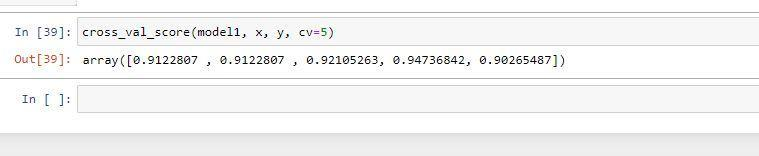 In [39]: cross_val_score(model1, x, y, cv=5)
Out[39]: array([0.9122807 , 0.9122807 , 0.92105263, 0.94736842, 0.90265487])
In [ ]: